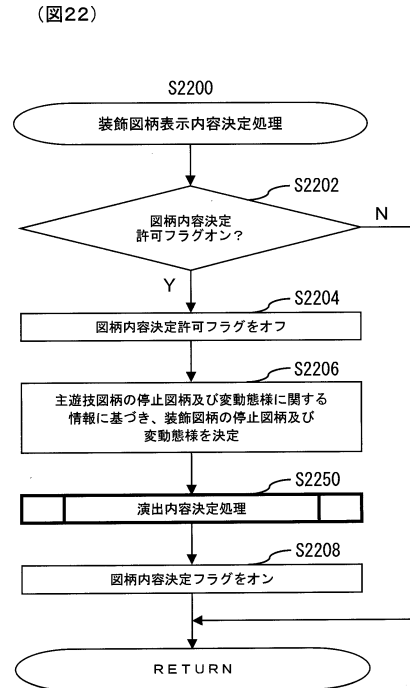 （図22）
S2200
装飾図柄表示内容決定処理
S2202
図柄内容決定
許可フラグオン？
N
Y
S2204
図柄内容決定許可フラグをオフ
S2206
主遊技図柄の停止図柄及び変動態様に関する
情報に基づき、装飾図柄の停止図柄及び
変動態様を決定
S2250
演出内容決定処理
S2208
図柄内容決定フラグをオン
RETURN